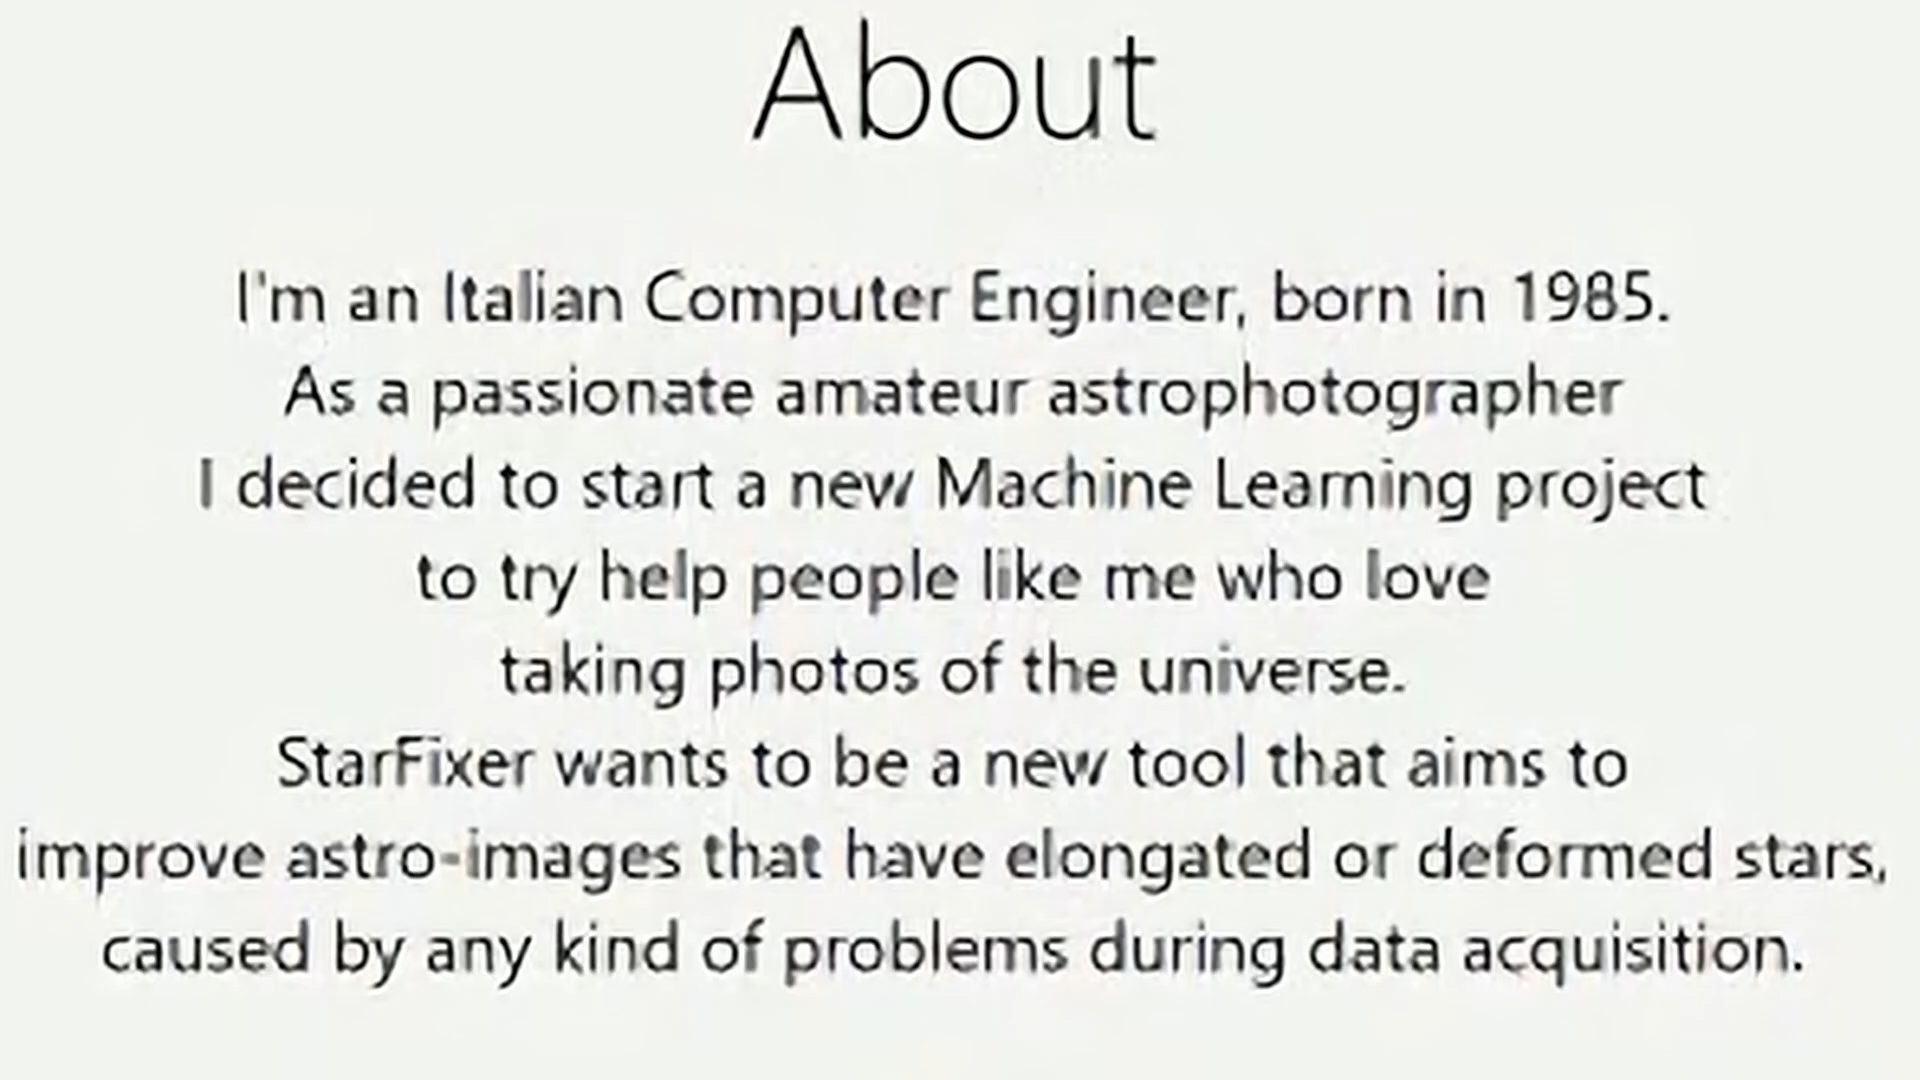 About
I'm an Italian Computer Engineer, born in 1985.
As a passionate amateur astrophotographer
I decided to start a new Machine Learning project
to try help people like me who love
taking photos of the universe.
StarFixer wants to be a new tool that aims to
improve astro-images that have elongated or deformed stars,
caused by any kind of problems during data acquisition.